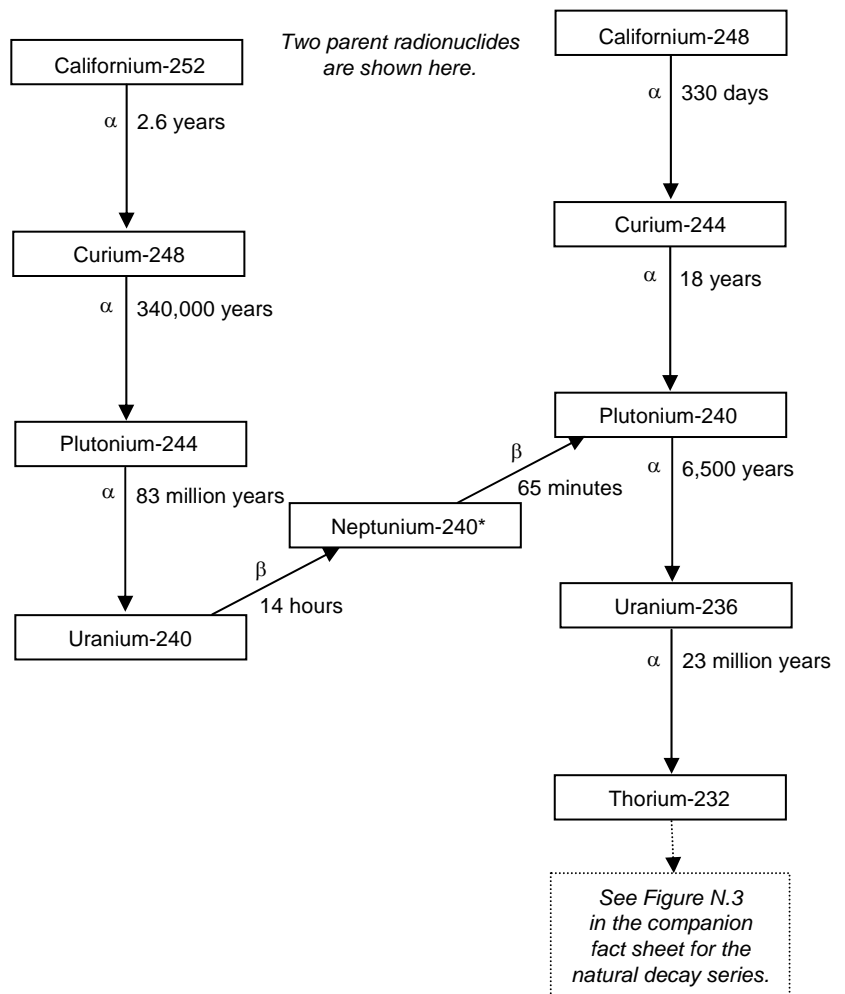 Two parent radionuclides
are shown here.
Californium-252
α 2.6 years
Curium-248
α 340,000 years
Plutonium-244
α 83 million years
Uranium-240
β
14 hours
Neptunium-240*
β
65 minutes
Californium-248
α 330 days
Curium-244
α 18 years
Plutonium-240
α 6,500 years
Uranium-236
α 23 million years
Thorium-232
See Figure N.3
in the companion
fact sheet for the
natural decay series.